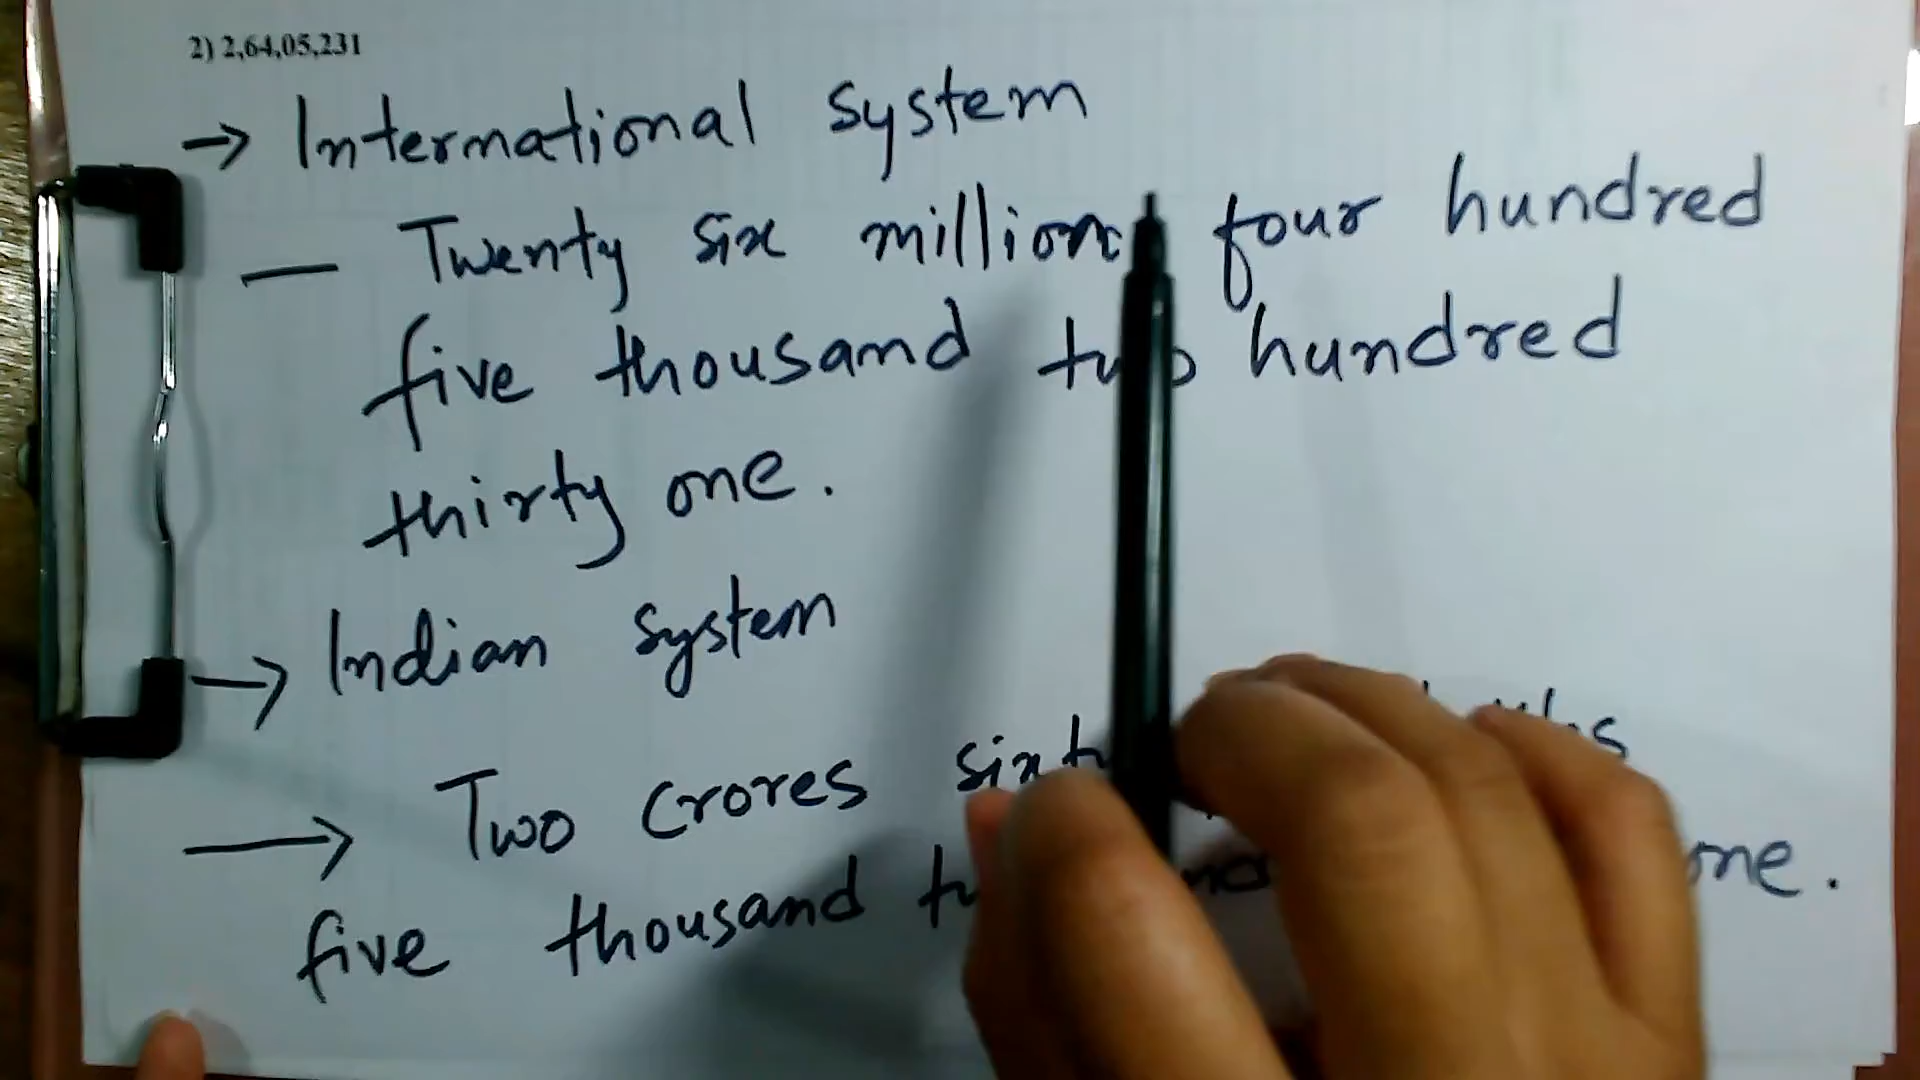 2) 2,64,05,231
→ International system
— Twenty six million four hundred
five thousand two hundred
thirty one.
→ Indian system
→ Two crores
five thousand one.